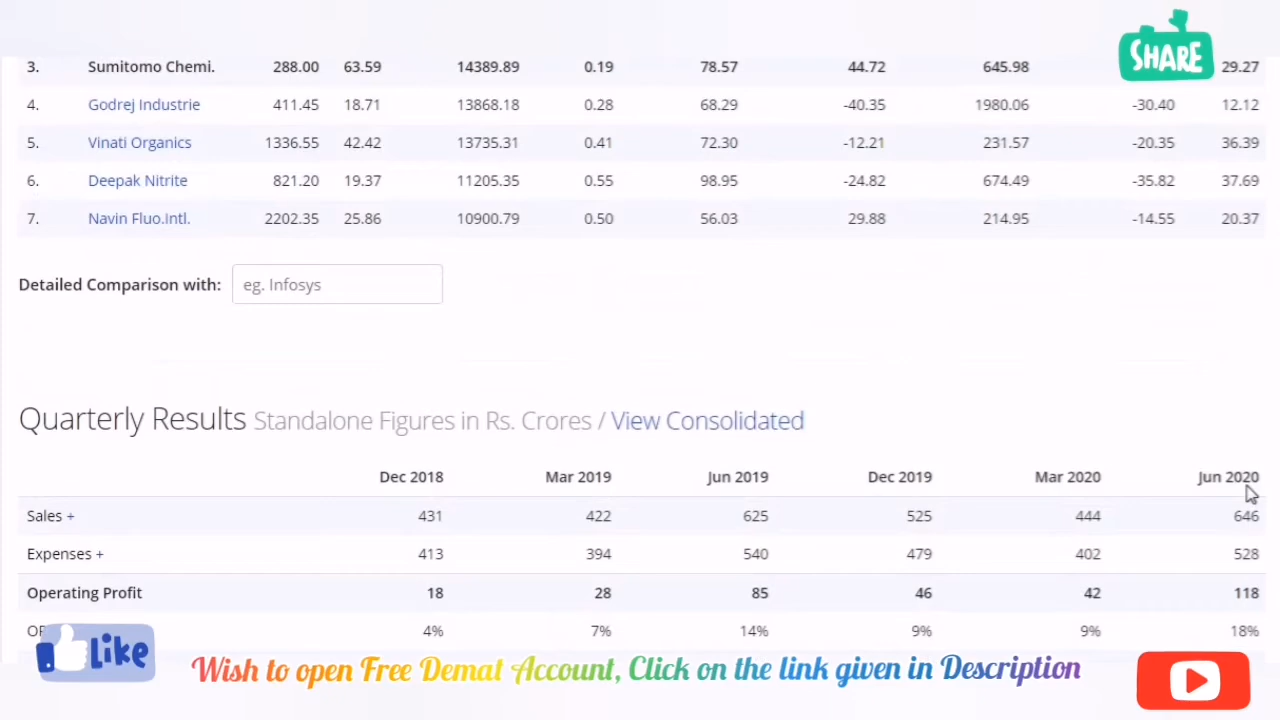 SHARE
3. Sumitomo Chemi. 288.00 63.59 14389.89 0.19 78.57 44.72 645.98 29.27
4. Godrej Industrie 411.45 18.71 13868.18 0.28 68.29 -40.35 1980.06 -30.40 12.12
5. Vinati Organics 1336.55 42.42 13735.31 0.41 72.30 -12.21 231.57 -20.35 36.39
6. Deepak Nitrite 821.20 19.37 11205.35 0.55 98.95 -24.82 674.49 -35.82 37.69
7. Navin Fluo.Intl. 2202.35 25.86 10900.79 0.50 56.03 29.88 214.95 -14.55 20.37
Detailed Comparison with: eg. Infosys
Quarterly Results Standalone Figures in Rs. Crores / View Consolidated
Dec 2018 Mar 2019 Jun 2019 Dec 2019 Mar 2020 Jun 2020
Sales + 431 422 625 525 444 646
Expenses + 413 394 540 479 402 528
Operating Profit 18 28 85 46 42 118
4% 7% 14% 9% 9% 18%
Like
Wish to open Free Demat Account, Click on the link given in Description